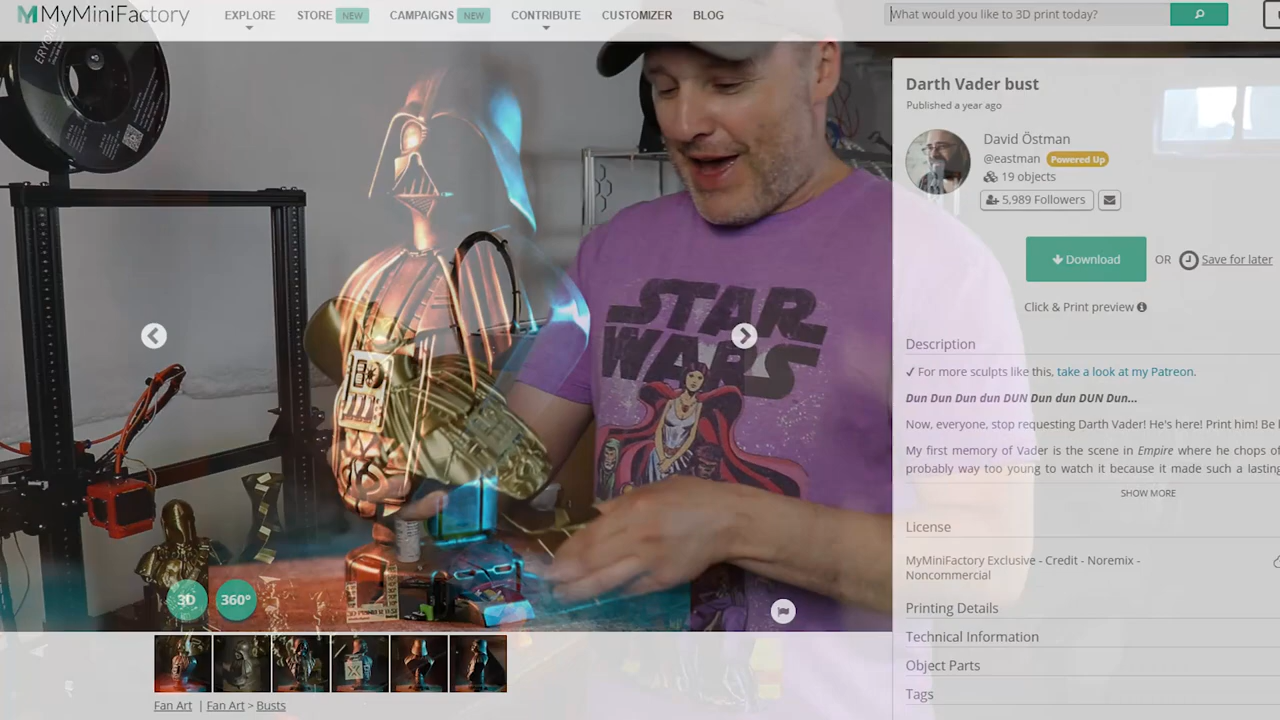 MyMiniFactory
EXPLORE
STORE NEW
CAMPAIGNS NEW
CONTRIBUTE
CUSTOMIZER
BLOG
What would you like to 3D print today?
Darth Vader bust
Published a year ago
David Östman
@eastman Powered Up
19 objects
5,989 Followers
Download OR Save for later
Click & Print preview
Description
✓ For more sculpts like this, take a look at my Patreon.
Dun Dun Dun dun DUN Dun dun DUN Dun...
Now, everyone, stop requesting Darth Vader! He's here! Print him! Be
My first memory of Vader is the scene in Empire where he chops of
probably way too young to watch it because it made such a lasting
SHOW MORE
License
MyMiniFactory Exclusive - Credit - Noremix -
Noncommercial
Printing Details
Technical Information
Object Parts
Tags
STAR
WARS
3D
360°
Fan Art | Fan Art > Busts